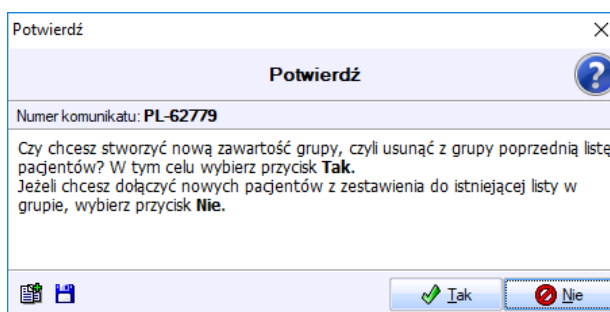 Potwierdź
Potwierdź
Numer komunikatu: PL-62779
Czy chcesz stworzyć nową zawartość grupy, czyli usunąć z grupy poprzednią listę
pacjentów? W tym celu wybierz przycisk Tak.
Jeżeli chcesz dołączyć nowych pacjentów z zestawienia do istniejącej listy w
grupie, wybierz przycisk Nie.
Tak
Nie